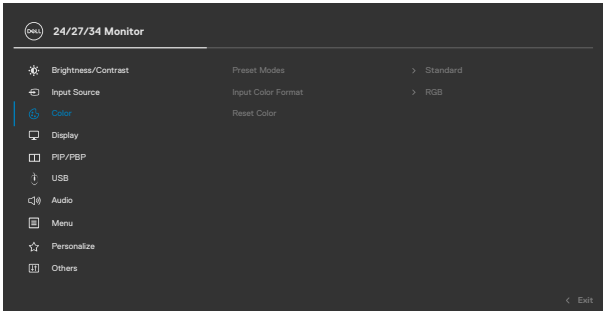 DELL 24/27/34 Monitor
Brightness/Contrast Preset Modes > Standard
Input Source Input Color Format > RGB
Color Reset Color
Display
PIP/PBP
USB
Audio
Menu
Personalize
Others
< Exit